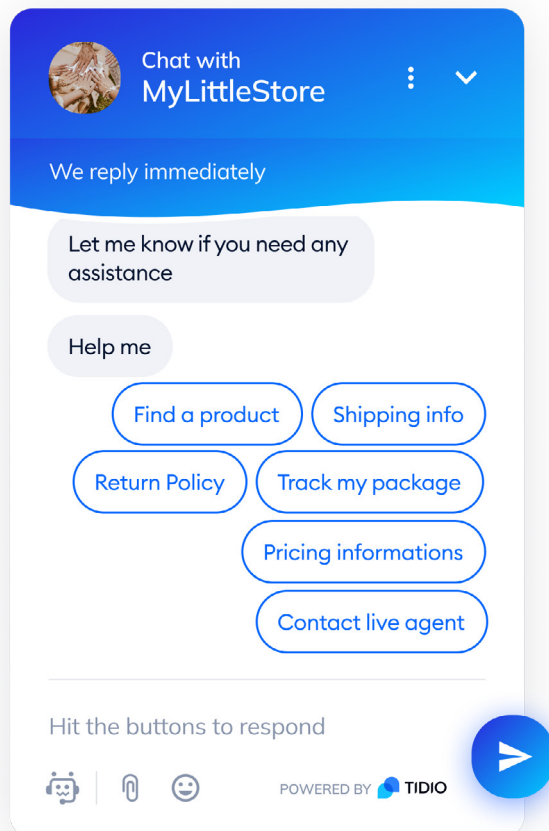 Chat with
MyLittleStore
We reply immediately
Let me know if you need any
assistance
Help me
Find a product
Shipping info
Return Policy
Track my package
Pricing informations
Contact live agent
Hit the buttons to respond
POWERED BY TIDIO